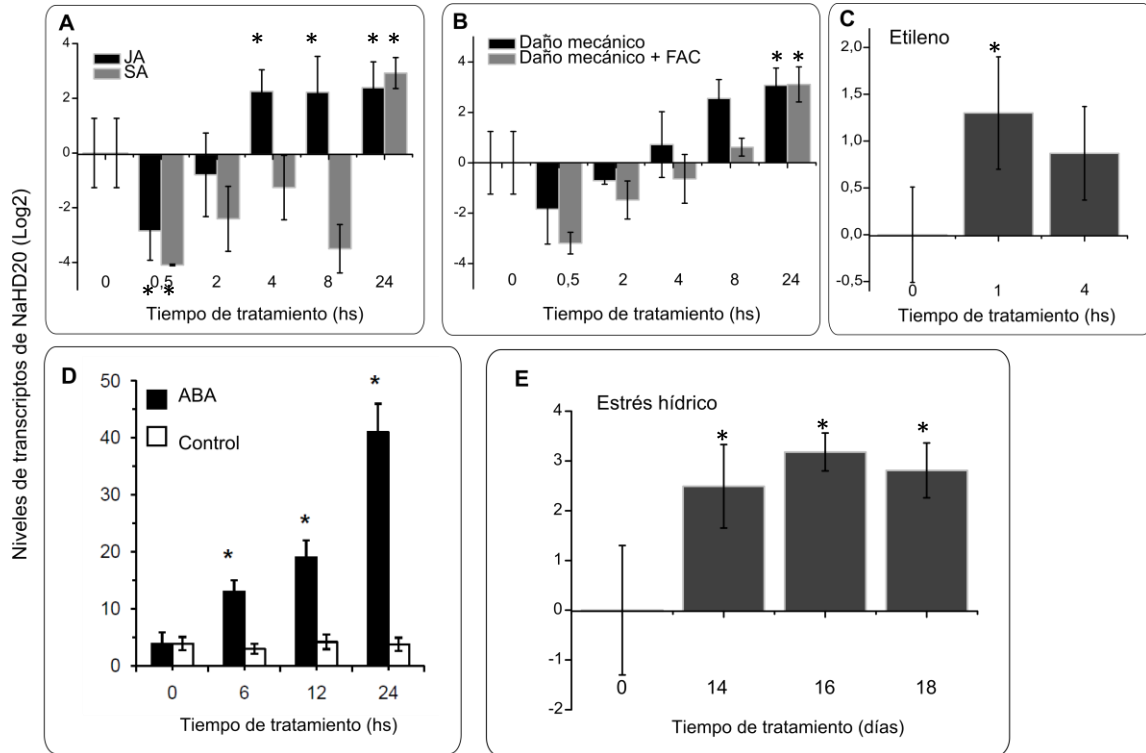 Niveles de transcriptos de NaHD20 (Log2)
A
JA
SA
* * * *
4
2
0
-2
-4
0 0,5 2 4 8 24
* *
Tiempo de tratamiento (hs)
B
Daño mecánico
Daño mecánico + FAC
* *
4
2
0
-2
-4
0 0,5 2 4 8 24
Tiempo de tratamiento (hs)
C
Etileno
*
2,0
1,5
1,0
0,5
0,0
-0,5
0 1 4
Tiempo de tratamiento (hs)
D
ABA
Control
* * *
50
40
30
20
10
0
0 6 12 24
Tiempo de tratamiento (hs)
E
Estrés hídrico
* * *
4
3
2
1
0
-1
-2
0 14 16 18
Tiempo de tratamiento (días)